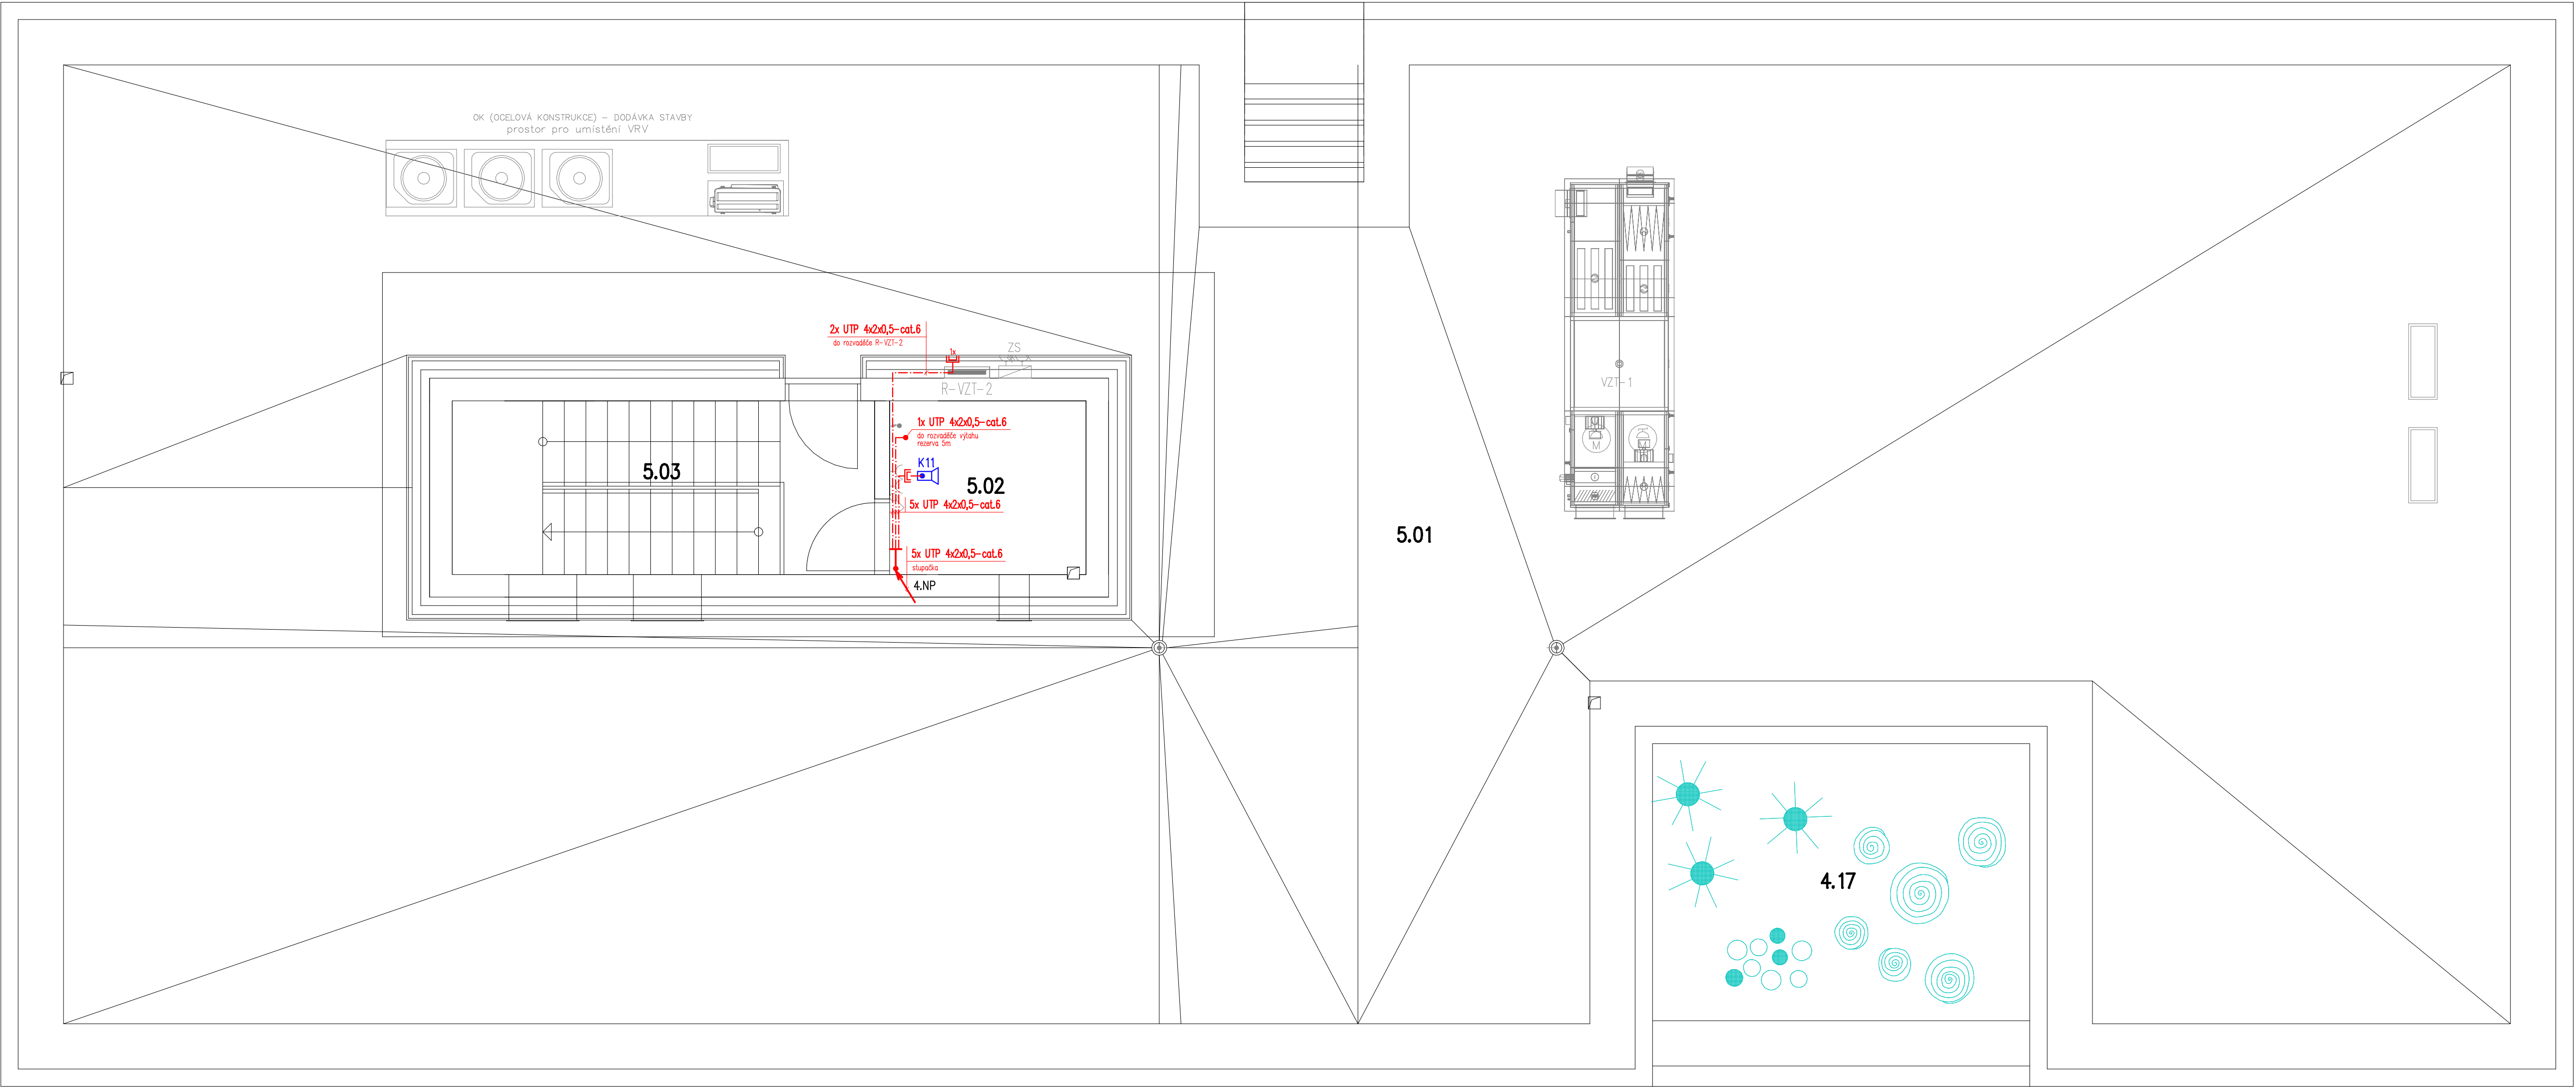 OK (OCELOVÁ KONSTRUKCE) – DODÁVKA STAVBY
prostor pro umístění VRV
2x UTP 4x2x0,5-cat.6
do rozvaděče R-VZT-2
1x
ZS
R-VZT-2
1x UTP 4x2x0,5-cat.6
do rozvaděče výtahu
rezerva 5m
K11
5.03
5.02
5x UTP 4x2x0,5-cat.6
5x UTP 4x2x0,5-cat.6
stupačka
4.NP
5.01
VZT-1
M
M
4.17